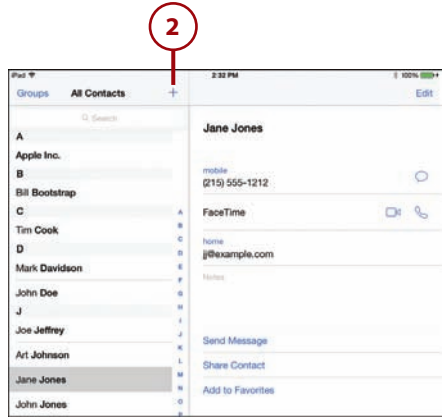 2
iPad
2:32 PM
100%
Groups
All Contacts
+
Edit
Search
A
Apple Inc.
B
Bill Bootstrap
C
Tim Cook
D
Mark Davidson
John Doe
J
Joe Jeffrey
Art Johnson
Jane Jones
John Jones
A
B
C
D
E
F
G
H
I
J
K
L
M
N
O
Jane Jones
mobile
(215) 555-1212
FaceTime
home
jj@example.com
Notes
Send Message
Share Contact
Add to Favorites